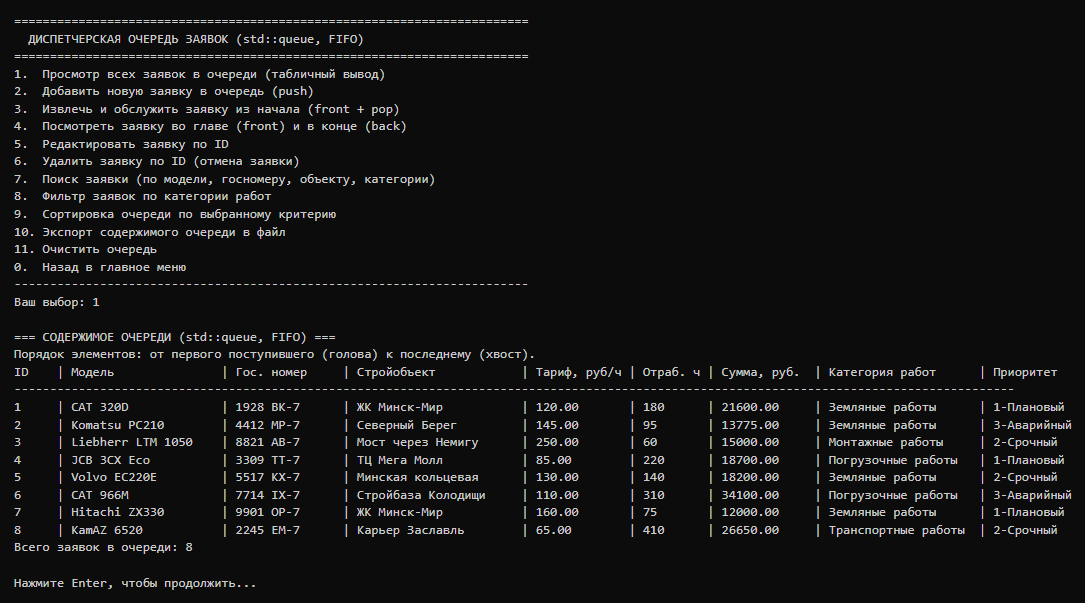 ========================================================================
ДИСПЕТЧЕРСКАЯ ОЧЕРЕДЬ ЗАЯВОК (std::queue, FIFO)
========================================================================
1.  Просмотр всех заявок в очереди (табличный вывод)
2.  Добавить новую заявку в очередь (push)
3.  Извлечь и обслужить заявку из начала (front + pop)
4.  Посмотреть заявку во главе (front) и в конце (back)
5.  Редактировать заявку по ID
6.  Удалить заявку по ID (отмена заявки)
7.  Поиск заявки (по модели, госномеру, объекту, категории)
8.  Фильтр заявок по категории работ
9.  Сортировка очереди по выбранному критерию
10. Экспорт содержимого очереди в файл
11. Очистить очередь
0.  Назад в главное меню
------------------------------------------------------------------------
Ваш выбор: 1
=== СОДЕРЖИМОЕ ОЧЕРЕДИ (std::queue, FIFO) ===
Порядок элементов: от первого поступившего (голова) к последнему (хвост).
ID    | Модель               | Гос. номер     | Стройобъект            | Тариф, руб/ч | Отраб. ч | Сумма, руб.  | Категория работ      | Приоритет
--------------------------------------------------------------------------------------------------------------------------------------------
1     | CAT 320D             | 1928 BK-7      | ЖК Минск-Мир           | 120.00       | 180      | 21600.00     | Земляные работы      | 1-Плановый
2     | Komatsu PC210        | 4412 MP-7      | Северный Берег         | 145.00       | 95       | 13775.00     | Земляные работы      | 3-Аварийный
3     | Liebherr LTM 1050    | 8821 AB-7      | Мост через Немигу      | 250.00       | 60       | 15000.00     | Монтажные работы     | 2-Срочный
4     | JCB 3CX Eco          | 3309 TT-7      | ТЦ Мега Молл           | 85.00        | 220      | 18700.00     | Погрузочные работы   | 1-Плановый
5     | Volvo EC220E         | 5517 KX-7      | Минская кольцевая      | 130.00       | 140      | 18200.00     | Земляные работы      | 2-Срочный
6     | CAT 966M             | 7714 IX-7      | Стройбаза Колодищи     | 110.00       | 310      | 34100.00     | Погрузочные работы   | 3-Аварийный
7     | Hitachi ZX330        | 9901 OP-7      | ЖК Минск-Мир           | 160.00       | 75       | 12000.00     | Земляные работы      | 1-Плановый
8     | KamAZ 6520           | 2245 EM-7      | Карьер Заславль        | 65.00        | 410      | 26650.00     | Транспортные работы  | 2-Срочный
Всего заявок в очереди: 8
Нажмите Enter, чтобы продолжить...